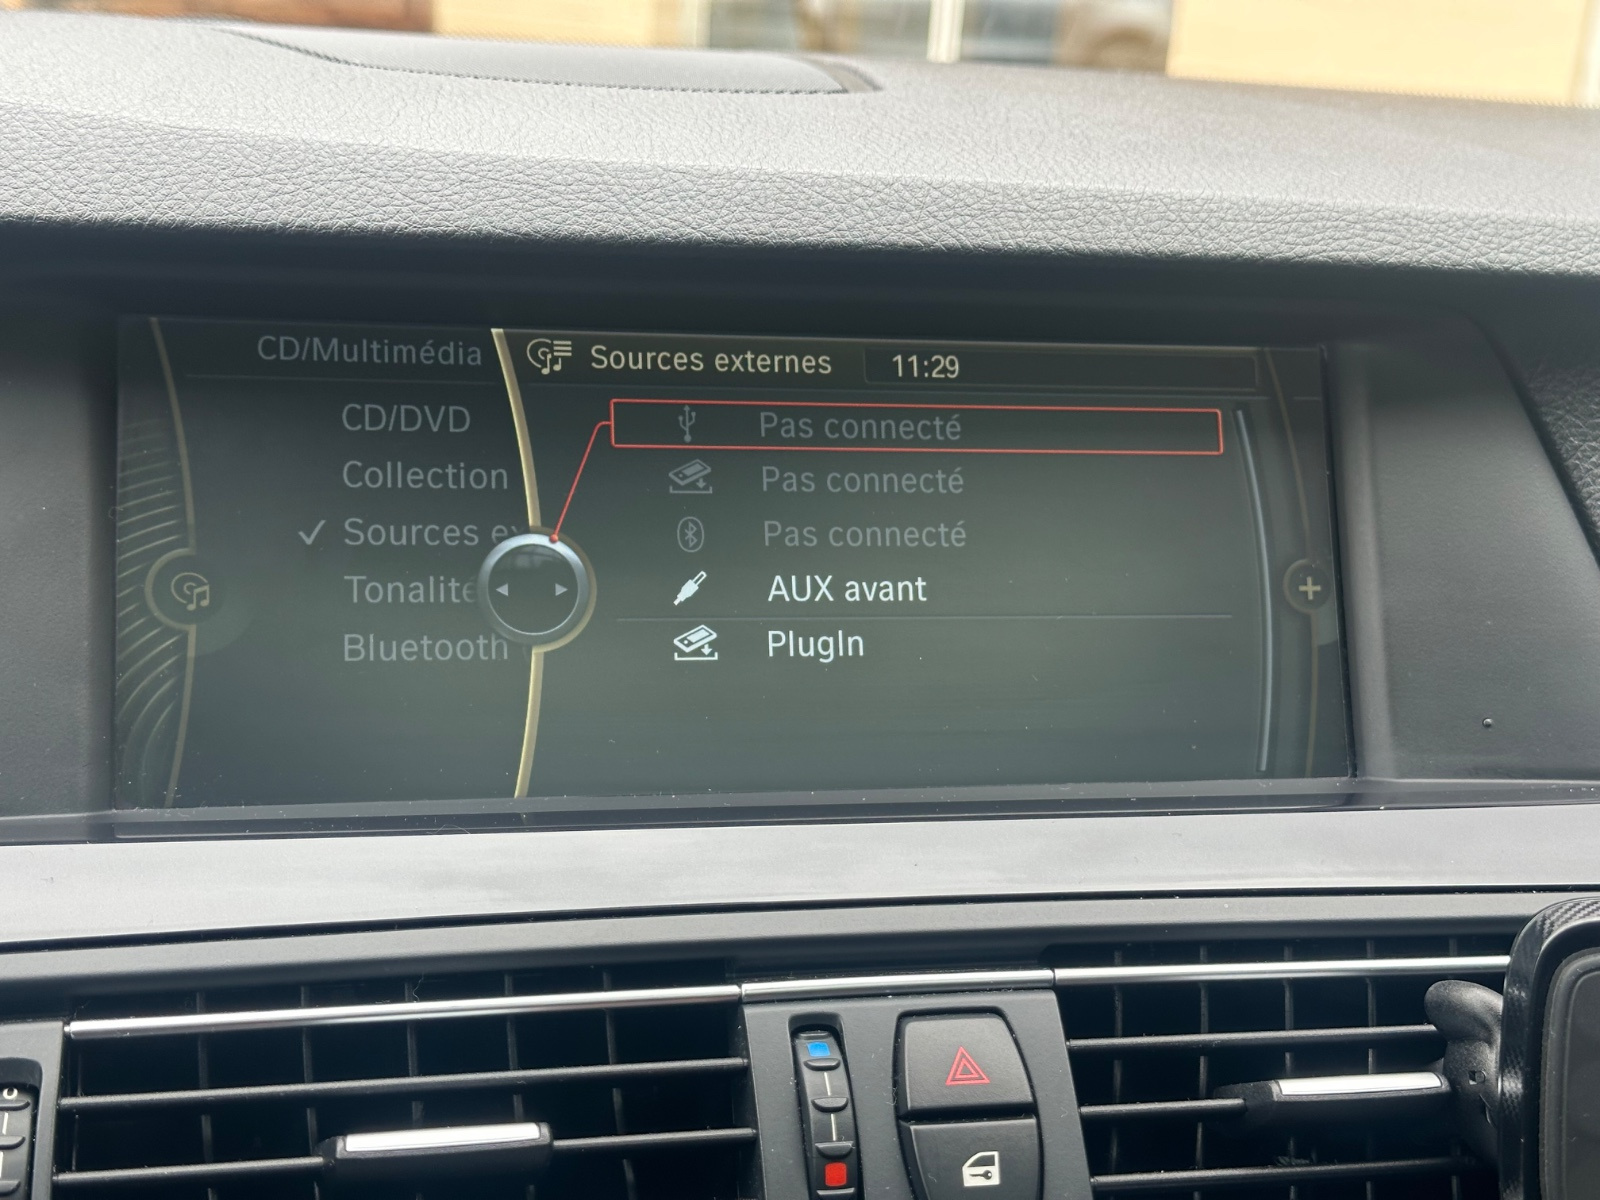 CD/Multimédia
CD/DVD
Collection
Sources ex
Tonalité
Bluetooth
Sources externes 11:29
Pas connecté
Pas connecté
Pas connecté
AUX avant
PlugIn